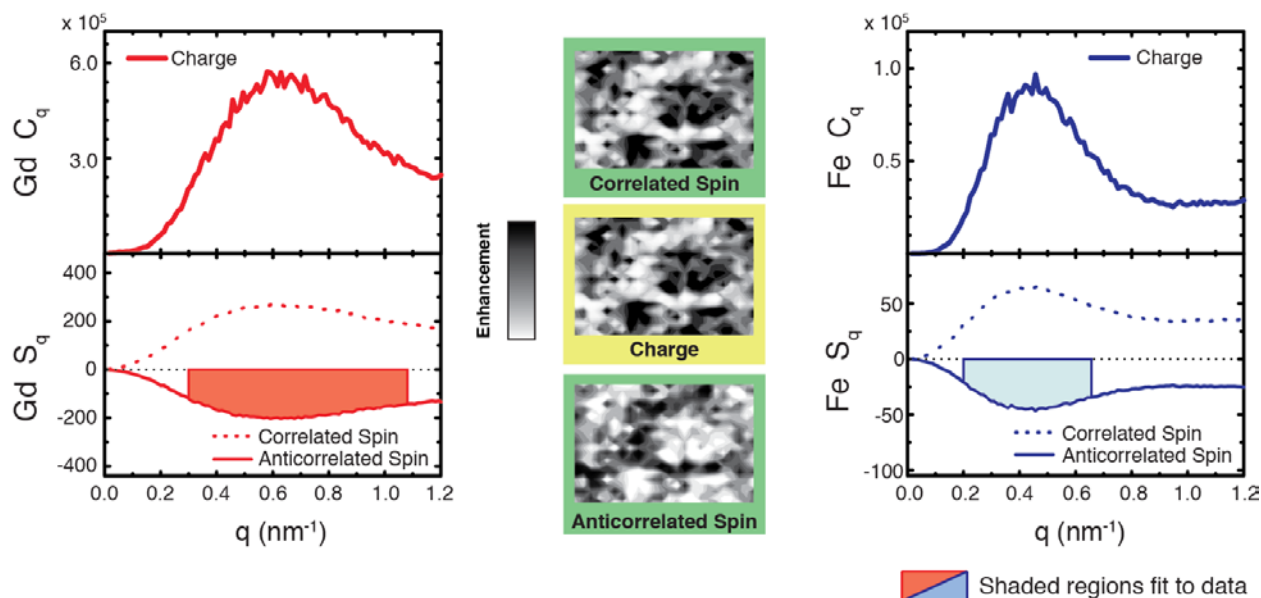 x 10⁵
6.0
3.0
Gd C_q
Charge
400
200
0
-200
-400
Gd S_q
Correlated Spin
Anticorrelated Spin
0.0 0.2 0.4 0.6 0.8 1.0 1.2
q (nm⁻¹)
Enhancement
Correlated Spin
Charge
Anticorrelated Spin
x 10⁵
1.0
0.5
Fe C_q
Charge
50
0
-50
-100
Fe S_q
Correlated Spin
Anticorrelated Spin
0.0 0.2 0.4 0.6 0.8 1.0 1.2
q (nm⁻¹)
Shaded regions fit to data